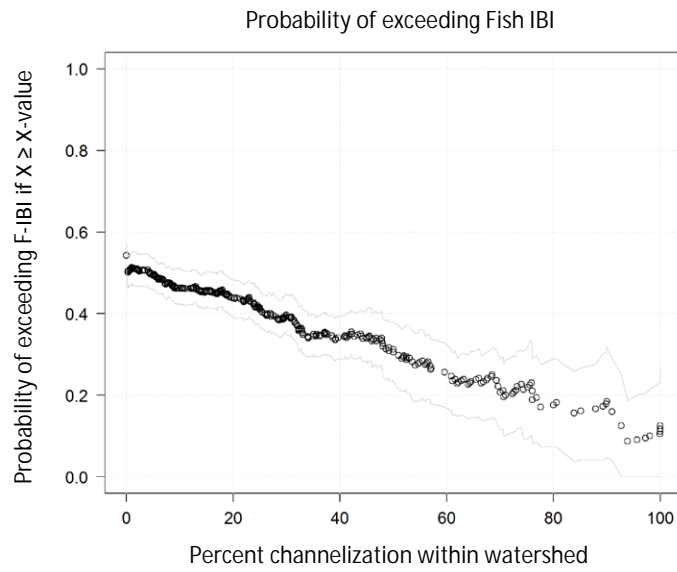 Probability of exceeding Fish IBI
Probability of exceeding F-IBI if X ≥ X-value
1.0
0.8
0.6
0.4
0.2
0.0
0 20 40 60 80 100
Percent channelization within watershed